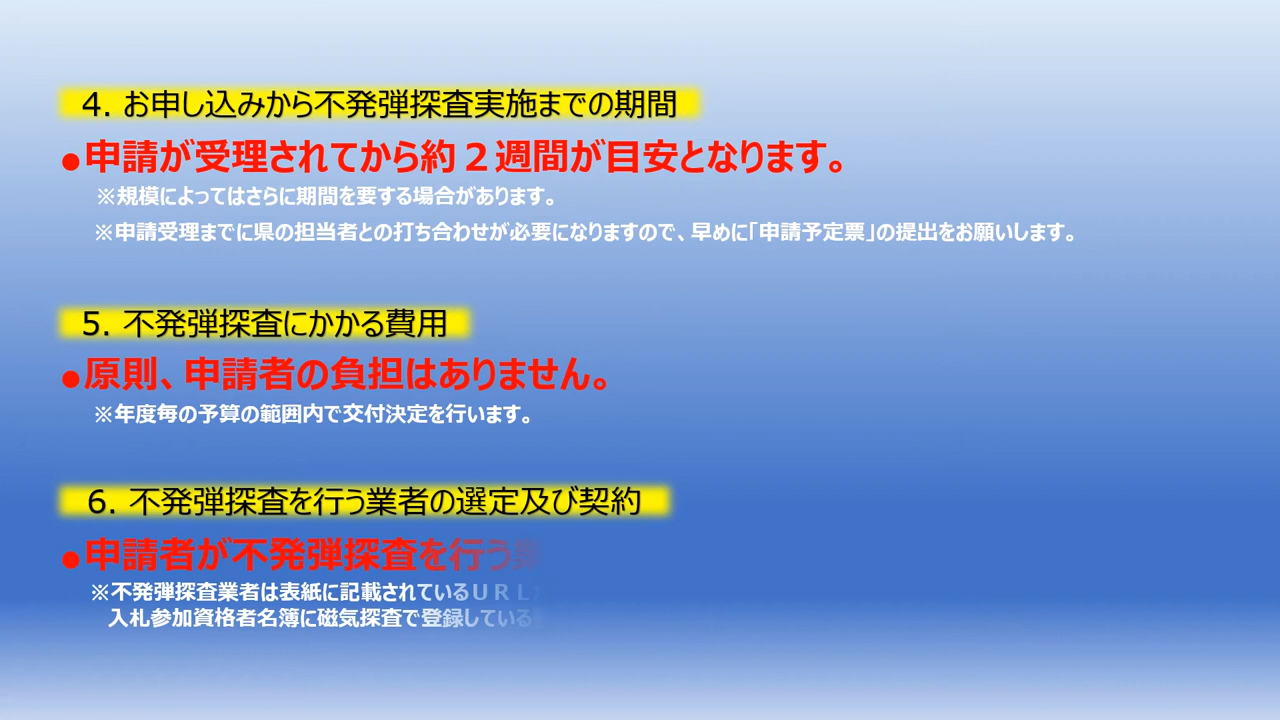 4. お申し込みから不発弾探査実施までの期間
●申請が受理されてから約２週間が目安となります。
※規模によってはさらに期間を要する場合があります。
※申請受理までに県の担当者との打ち合わせが必要になりますので、早めに「申請予定票」の提出をお願いします。
5. 不発弾探査にかかる費用
●原則、申請者の負担はありません。
※年度毎の予算の範囲内で交付決定を行います。
6. 不発弾探査を行う業者の選定及び契約
●申請者が不発弾探査を行う
※不発弾探査業者は表紙に記載されているＵＲＬ
入札参加資格者名簿に磁気探査で登録している